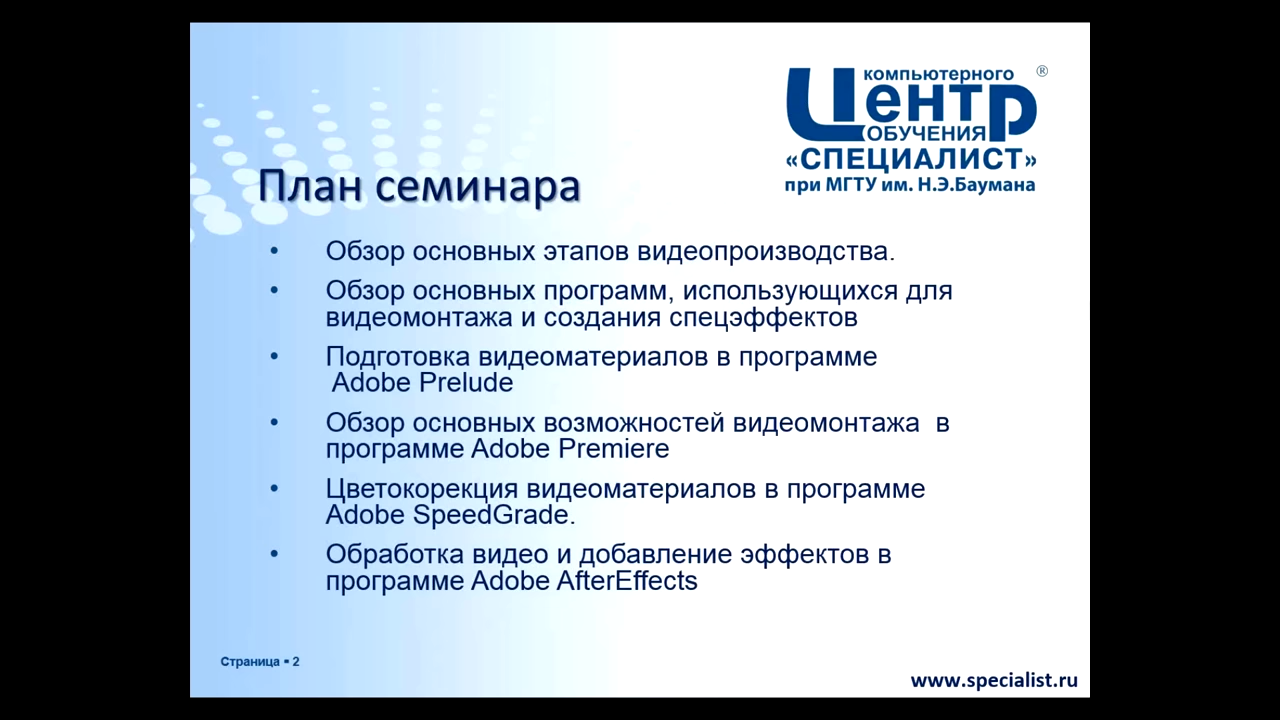 компьютерного ®
Центр
ОБУЧЕНИЯ
«СПЕЦИАЛИСТ»
при МГТУ им. Н.Э.Баумана
План семинара
• Обзор основных этапов видеопроизводства.
• Обзор основных программ, использующихся для
видеомонтажа и создания спецэффектов
• Подготовка видеоматериалов в программе
Adobe Prelude
• Обзор основных возможностей видеомонтажа в
программе Adobe Premiere
• Цветокорекция видеоматериалов в программе
Adobe SpeedGrade.
• Обработка видео и добавление эффектов в
программе Adobe AfterEffects
Страница ▪ 2
www.specialist.ru